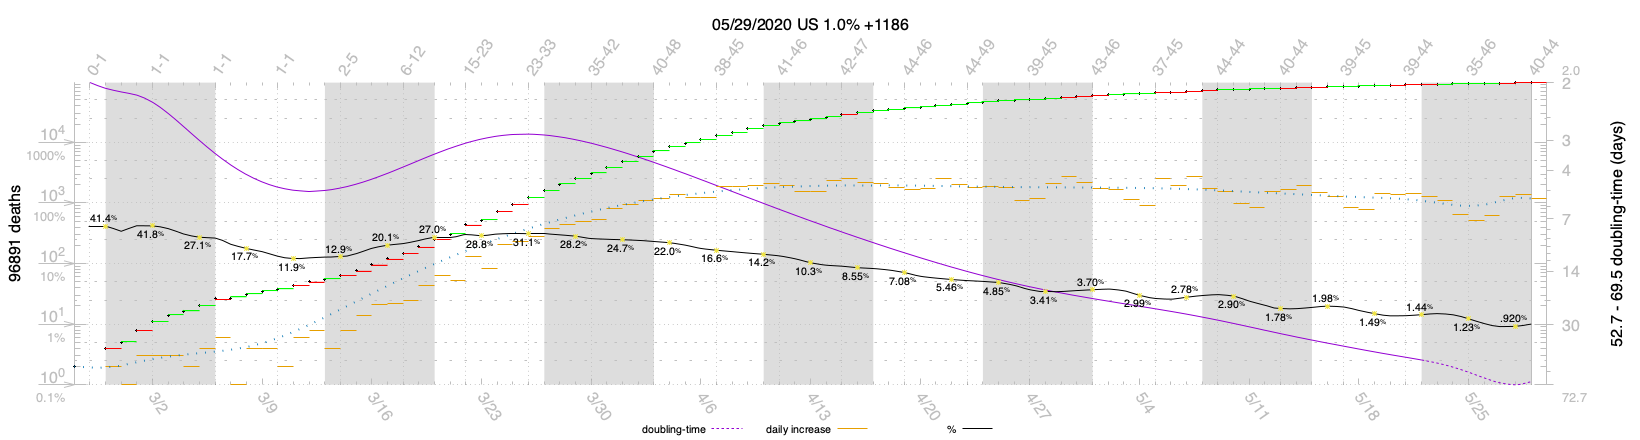 05/29/2020 US 1.0% +1186
0-1 1-1 1-1 1-1 2-5 6-12 15-23 23-33 35-42 40-48 38-45 41-46 42-47 44-46 44-49 39-45 43-46 37-45 44-44 40-44 39-45 39-44 35-46 40-44
96891 deaths
10⁴
1000%
10³
100%
10²
10%
10¹
1%
10⁰
0.1%
41.4% 41.8% 27.1% 17.7% 11.9% 12.9% 20.1% 27.0% 28.8% 31.1% 28.2% 24.7% 22.0% 16.6% 14.2% 10.3% 8.55% 7.08% 5.46% 4.85% 3.41% 3.70% 2.99% 2.78% 2.90% 1.78% 1.98% 1.49% 1.44% 1.23% .920%
2.0
2
3
4
7
14
30
72.7
52.7 - 69.5 doubling-time (days)
3/2 3/9 3/16 3/23 3/30 4/6 4/13 4/20 4/27 5/4 5/11 5/18 5/25
doubling-time daily increase %